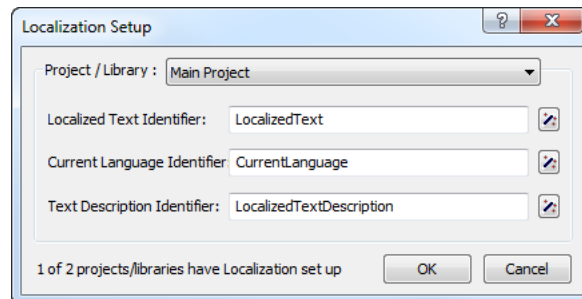 Localization Setup
Project / Library : Main Project
Localized Text Identifier: LocalizedText
Current Language Identifier CurrentLanguage
Text Description Identifier: LocalizedTextDescription
1 of 2 projects/libraries have Localization set up OK Cancel